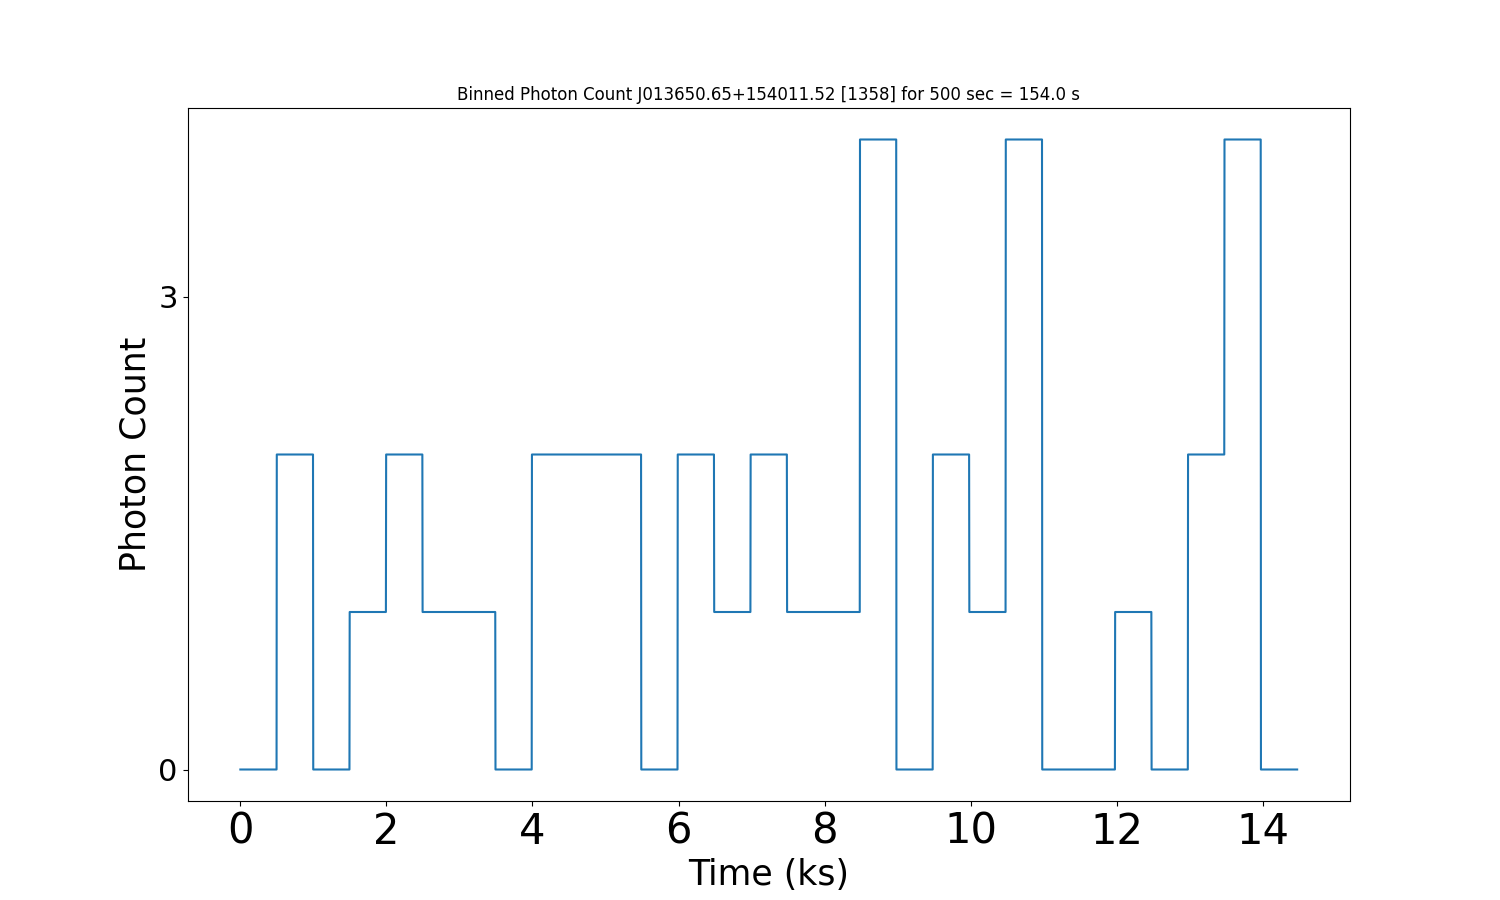 Binned Photon Count J013650.65+154011.52 [1358] for 500 sec = 154.0 s
Photon Count
3
0
0 2 4 6 8 10 12 14
Time (ks)